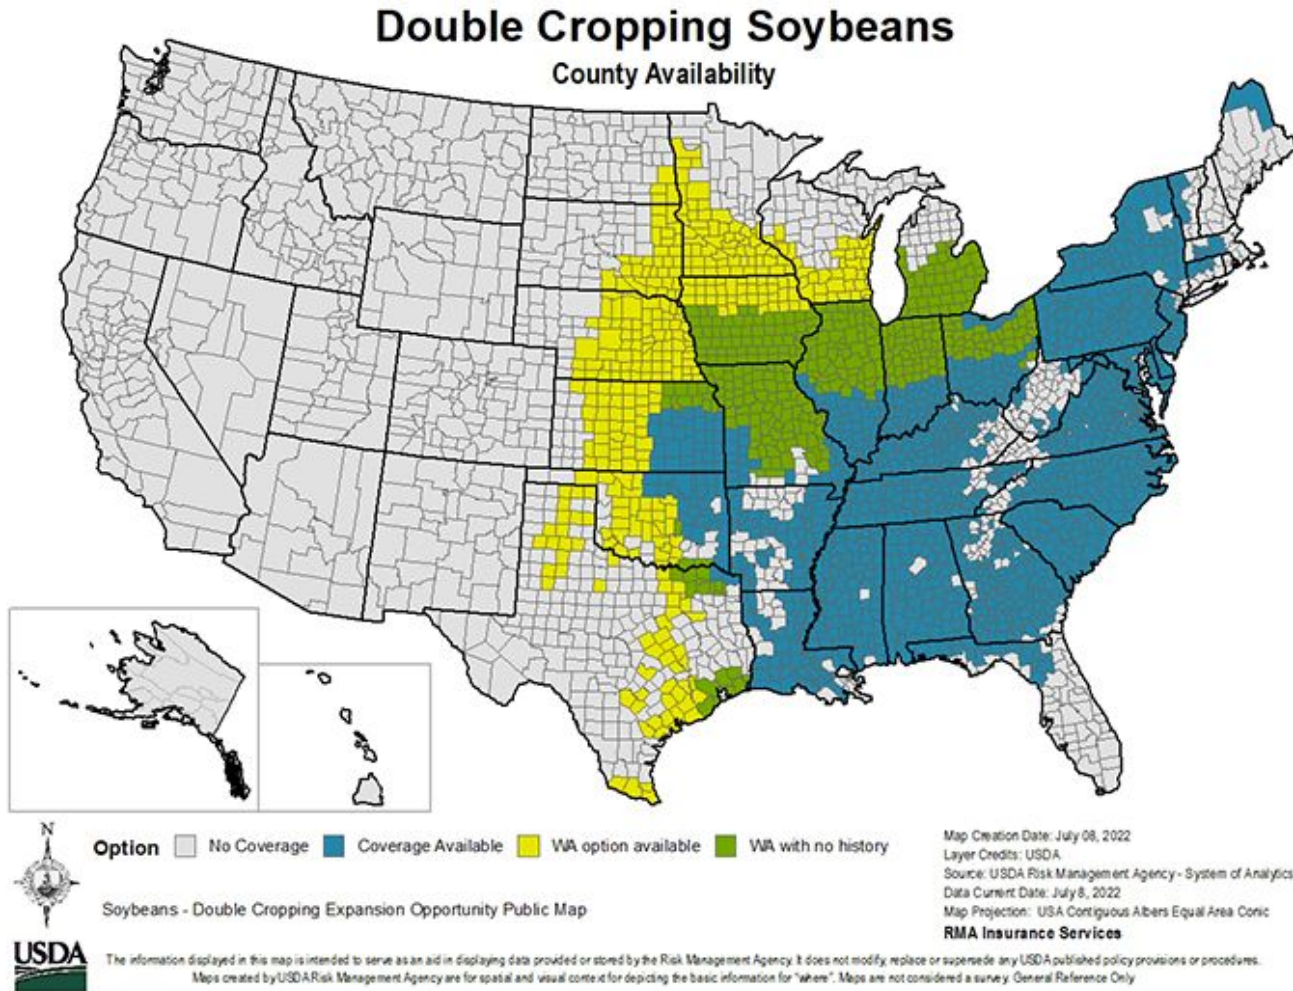 Double Cropping Soybeans
County Availability
N
Option No Coverage Coverage Available WA option available WA with no history
Soybeans - Double Cropping Expansion Opportunity Public Map
Map Creation Date: July 08, 2022
Layer Credits: USDA
Source: USDA Risk Management Agency - System of Analytics
Data Current Date: July 8, 2022
Map Projection: USA Contiguous Albers Equal Area Conic
RMA Insurance Services
USDA
The information displayed in this map is intended to serve as an aid in displaying data provided or stored by the Risk Management Agency. It does not modify, replace or supersede any USDA published policy provisions or procedures.
Maps created by USDA Risk Management Agency are for spatial and visual context for depicting the basic information for "where". Maps are not considered a survey. General Reference Only